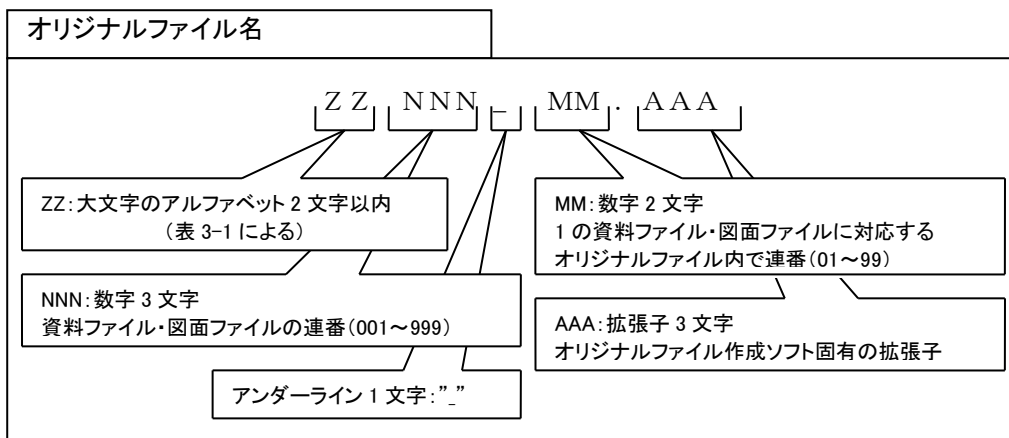 オリジナルファイル名
ZZ NNN _ MM . AAA
ZZ:大文字のアルファベット 2 文字以内
(表 3-1 による)
NNN:数字 3 文字
資料ファイル・図面ファイルの連番(001～999)
アンダーライン 1 文字:”_”
MM:数字 2 文字
1 の資料ファイル・図面ファイルに対応する
オリジナルファイル内で連番(01～99)
AAA:拡張子 3 文字
オリジナルファイル作成ソフト固有の拡張子